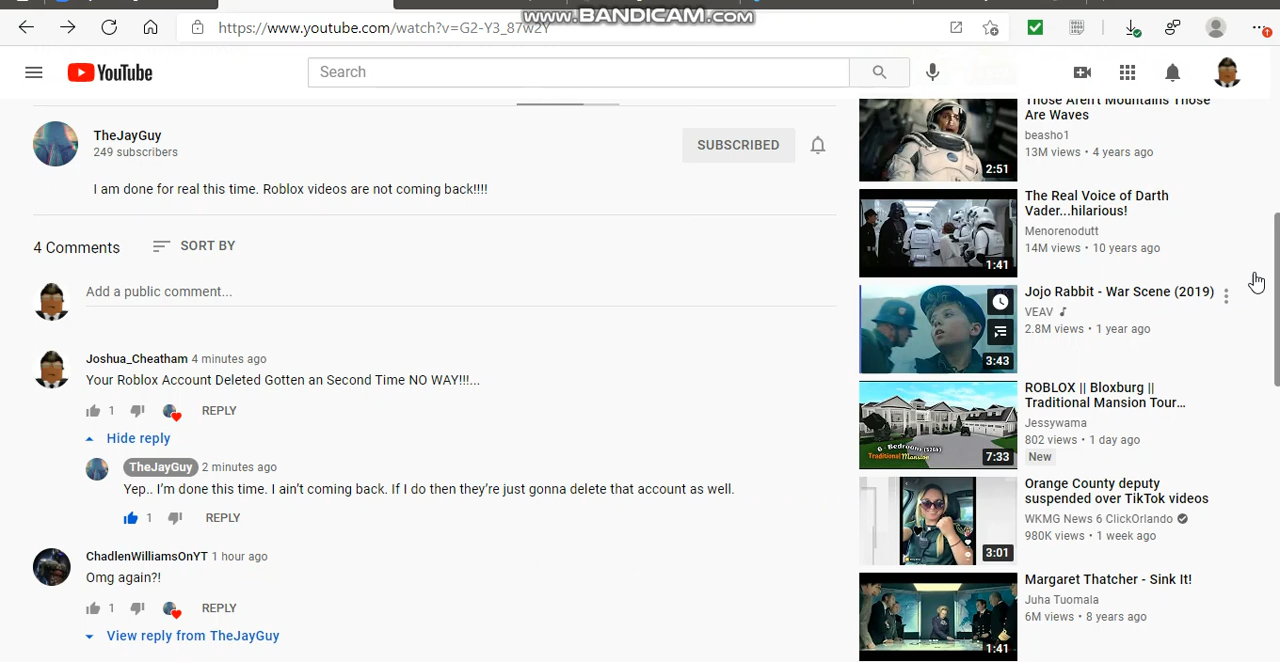 www.BANDICAM.com
https://www.youtube.com/watch?v=G2-Y3_87w2Y
YouTube
Search
TheJayGuy
249 subscribers
SUBSCRIBED
I am done for real this time. Roblox videos are not coming back!!!!
4 Comments
SORT BY
Add a public comment...
Joshua_Cheatham 4 minutes ago
Your Roblox Account Deleted Gotten an Second Time NO WAY!!!...
1 REPLY
Hide reply
TheJayGuy 2 minutes ago
Yep.. I'm done this time. I ain't coming back. If I do then they're just gonna delete that account as well.
1 REPLY
ChadlenWilliamsOnYT 1 hour ago
Omg again?!
1 REPLY
View reply from TheJayGuy
Those Aren't Mountains Those
Are Waves
beasho1
13M views • 4 years ago
2:51
The Real Voice of Darth
Vader...hilarious!
Menorenodutt
14M views • 10 years ago
1:41
Jojo Rabbit - War Scene (2019)
VEAV
2.8M views • 1 year ago
3:43
ROBLOX || Bloxburg ||
Traditional Mansion Tour...
Jessywama
802 views • 1 day ago
New
Traditional Mansion
7:33
Orange County deputy
suspended over TikTok videos
WKMG News 6 ClickOrlando
980K views • 1 week ago
3:01
Margaret Thatcher - Sink It!
Juha Tuomala
6M views • 8 years ago
1:41